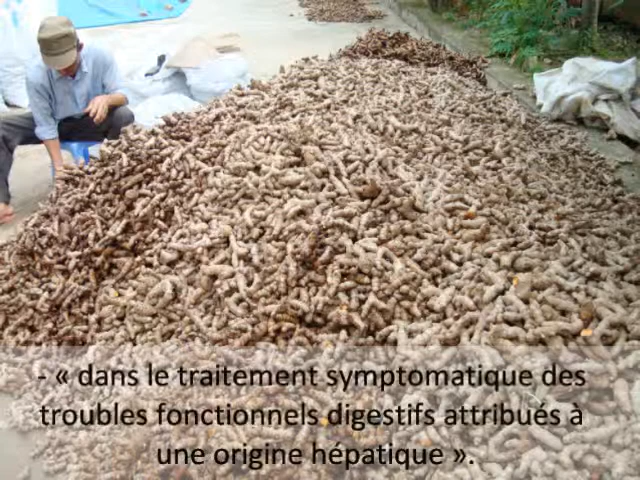 - « dans le traitement symptomatique des
troubles fonctionnels digestifs attribués à
une origine hépatique ».